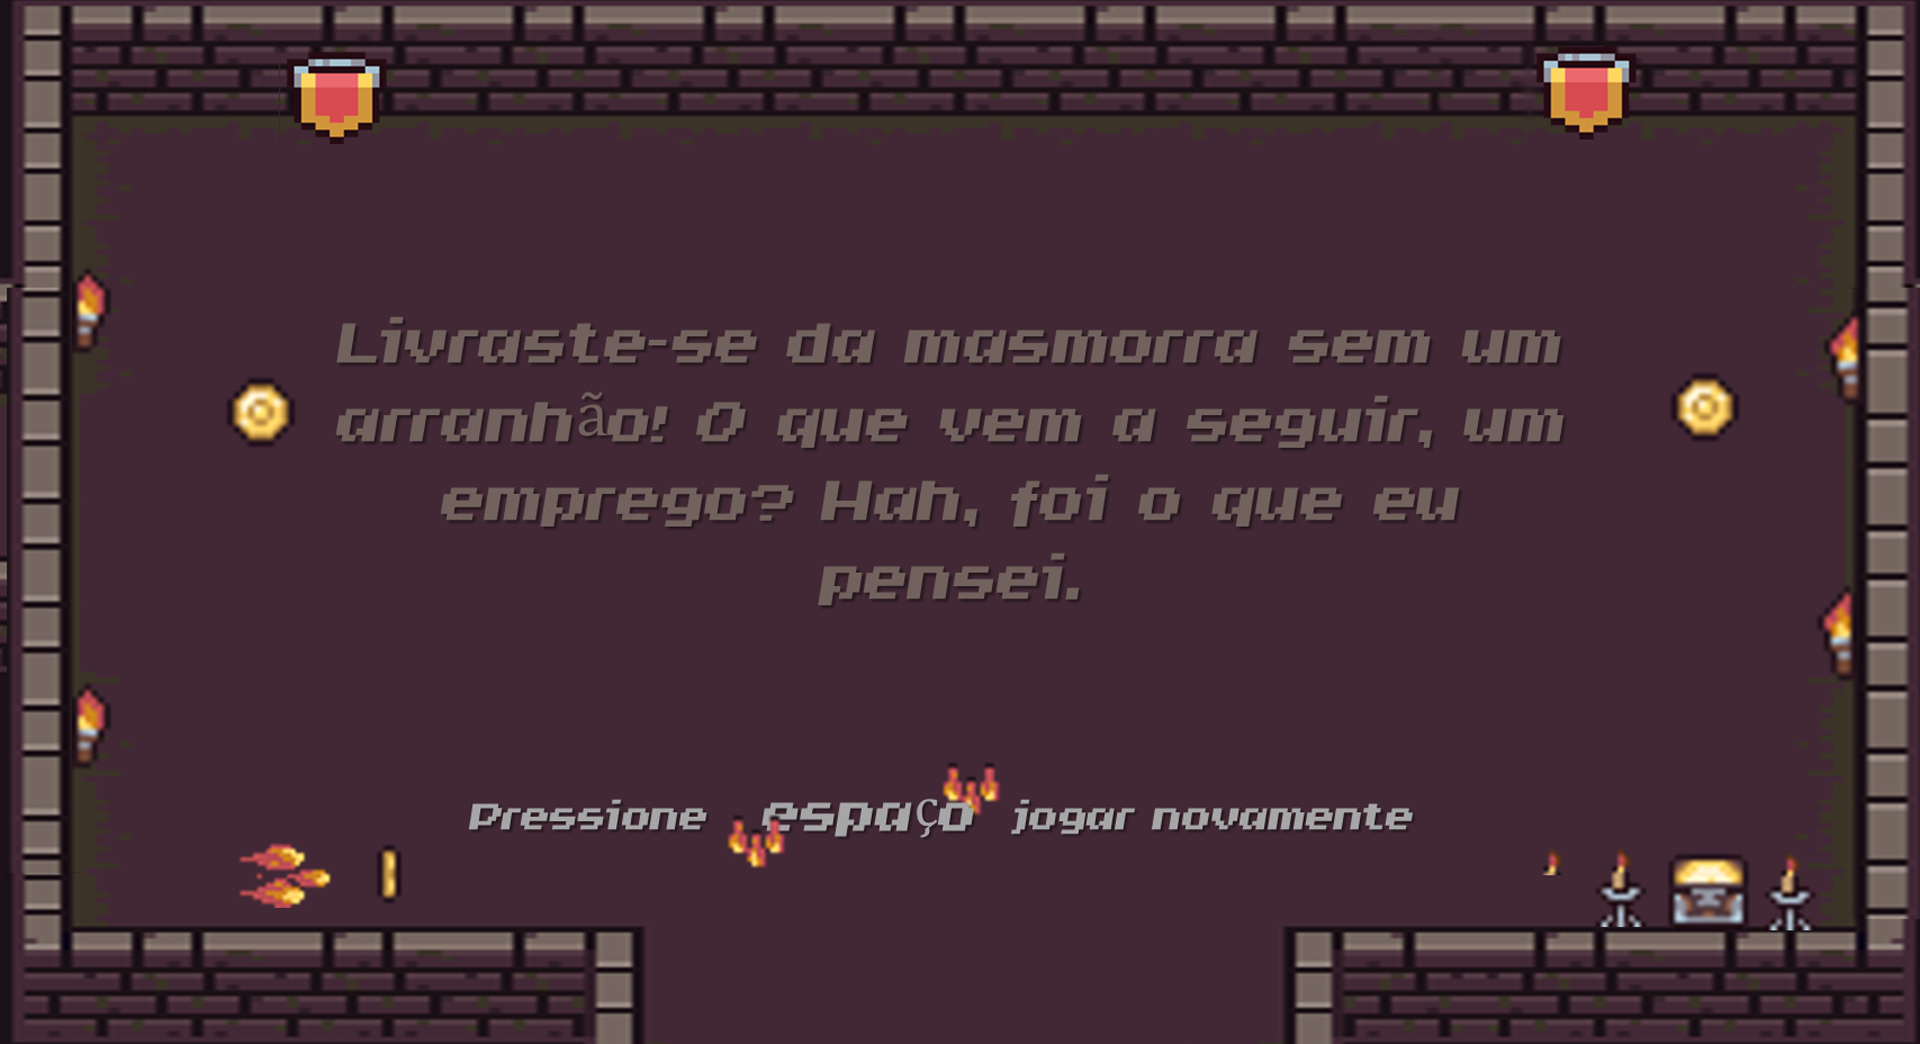 Livraste-se da masmorra sem um
arranhão! O que vem a seguir, um
emprego? Hah, foi o que eu
pensei.
Pressione espaço jogar novamente